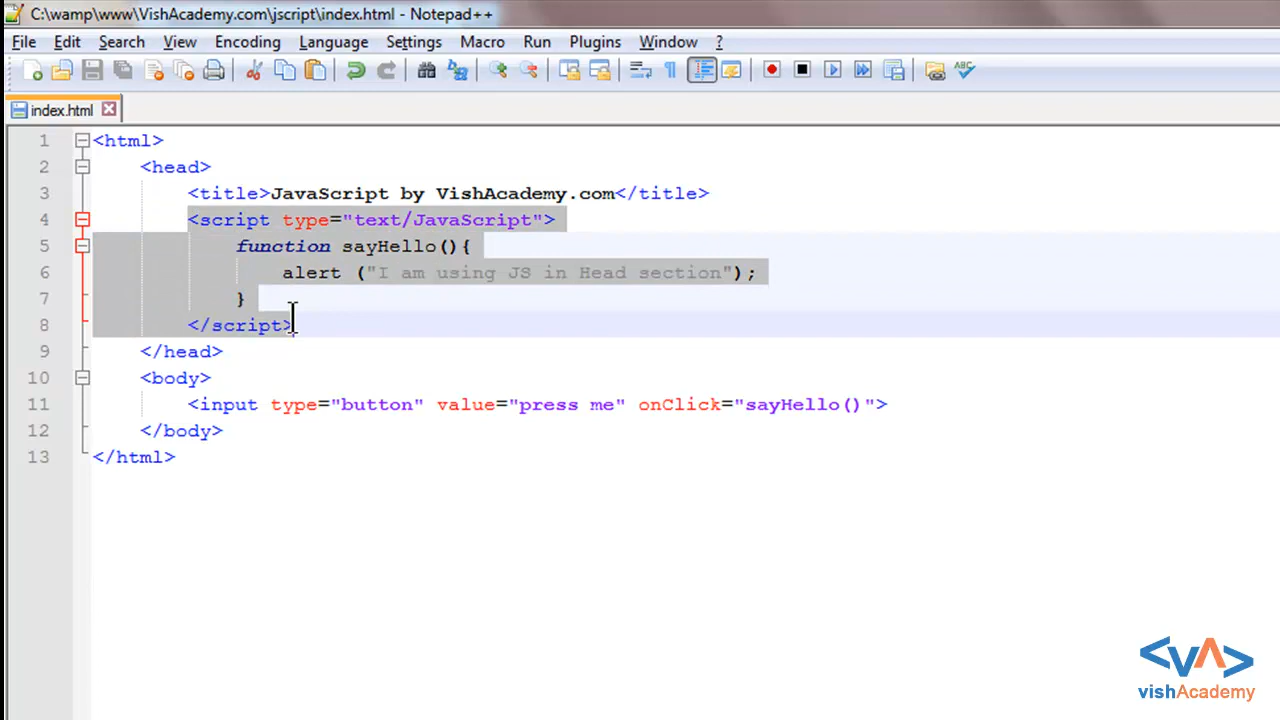 C:\wamp\www\VishAcademy.com\jscript\index.html - Notepad++
File Edit Search View Encoding Language Settings Macro Run Plugins Window ?
index.html
1 <html>
2 <head>
3 <title>JavaScript by VishAcademy.com</title>
4 <script type="text/JavaScript">
5 function sayHello(){
6 alert ("I am using JS in Head section");
7 }
8 </script>
9 </head>
10 <body>
11 <input type="button" value="press me" onClick="sayHello()">
12 </body>
13 </html>
<VA>
vishAcademy